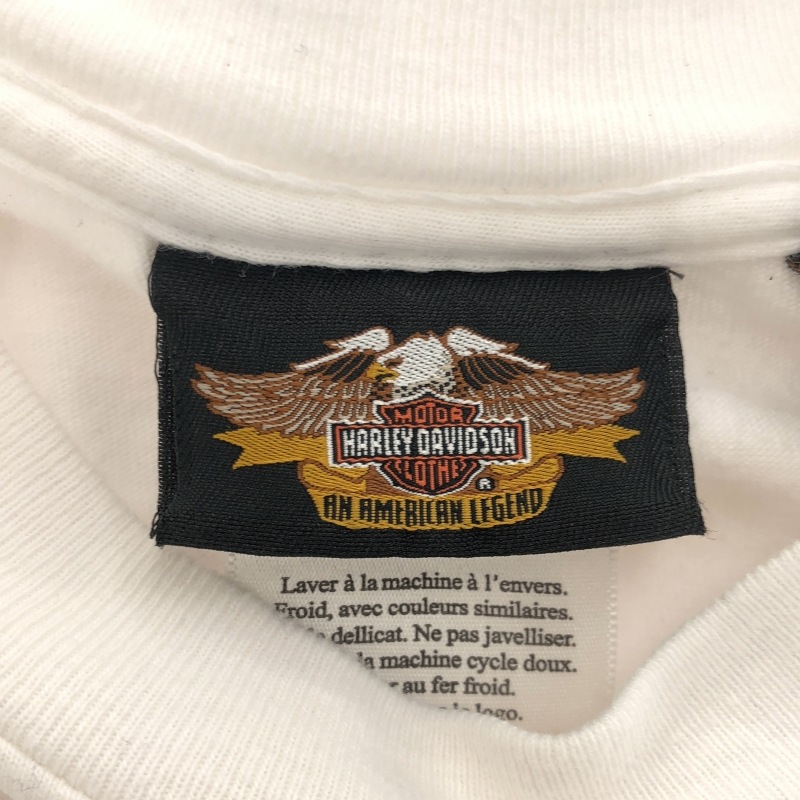 MOTOR
HARLEY-DAVIDSON
CLOTHES
®
AN AMERICAN LEGEND
Laver à la machine à l'envers.
Froid, avec couleurs similaires.
dellicat. Ne pas javelliser.
la machine cycle doux.
au fer froid.
logo.